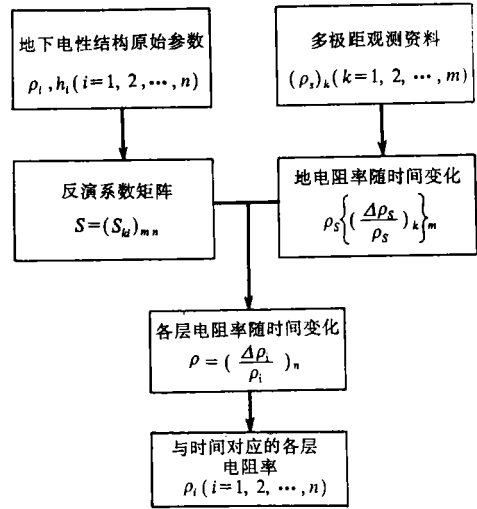 地下电性结构原始参数
ρi , hi (i=1, 2, ⋯, n)
多极距观测资料
(ρs)k (k=1, 2, ⋯, m)
反演系数矩阵
S=(Ski)mn
地电阻率随时间变化
ρS{(ΔρS/ρS)k}m
各层电阻率随时间变化
ρ=(Δρi/ρi)n
与时间对应的各层
电阻率
ρi (i=1, 2, ⋯, n)